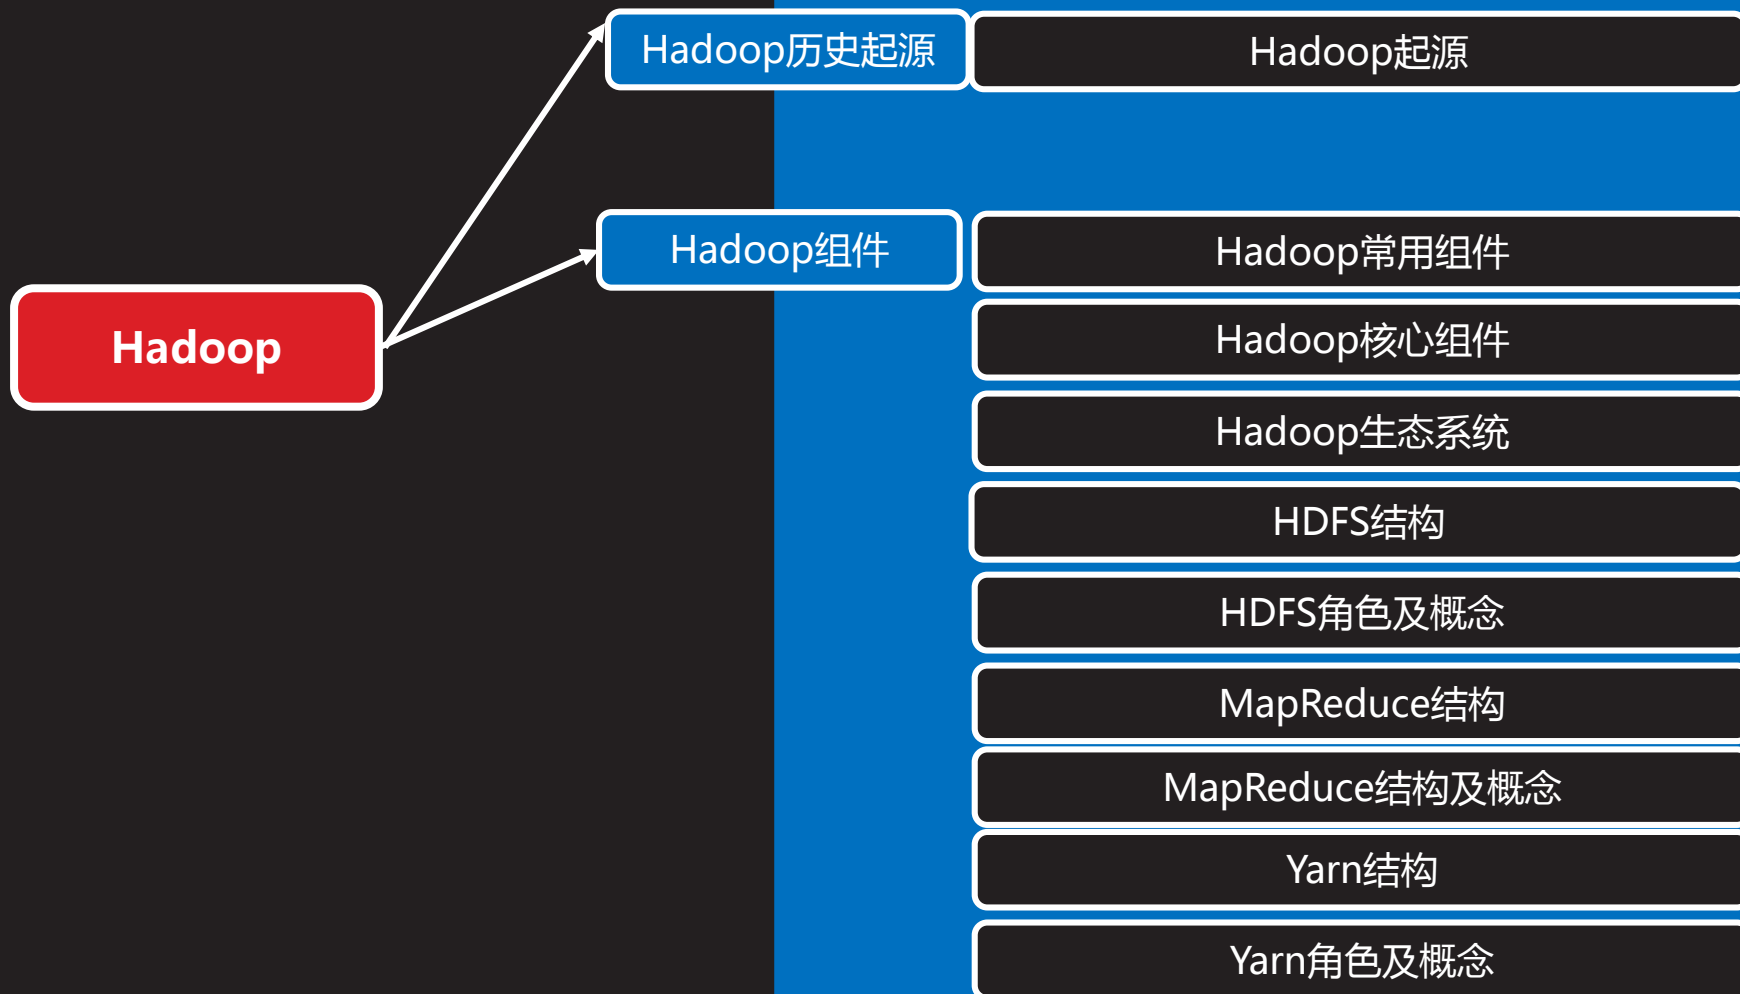 Hadoop历史起源
Hadoop起源
Hadoop组件
Hadoop常用组件
Hadoop
Hadoop核心组件
Hadoop生态系统
HDFS结构
HDFS角色及概念
MapReduce结构
MapReduce结构及概念
Yarn结构
Yarn角色及概念